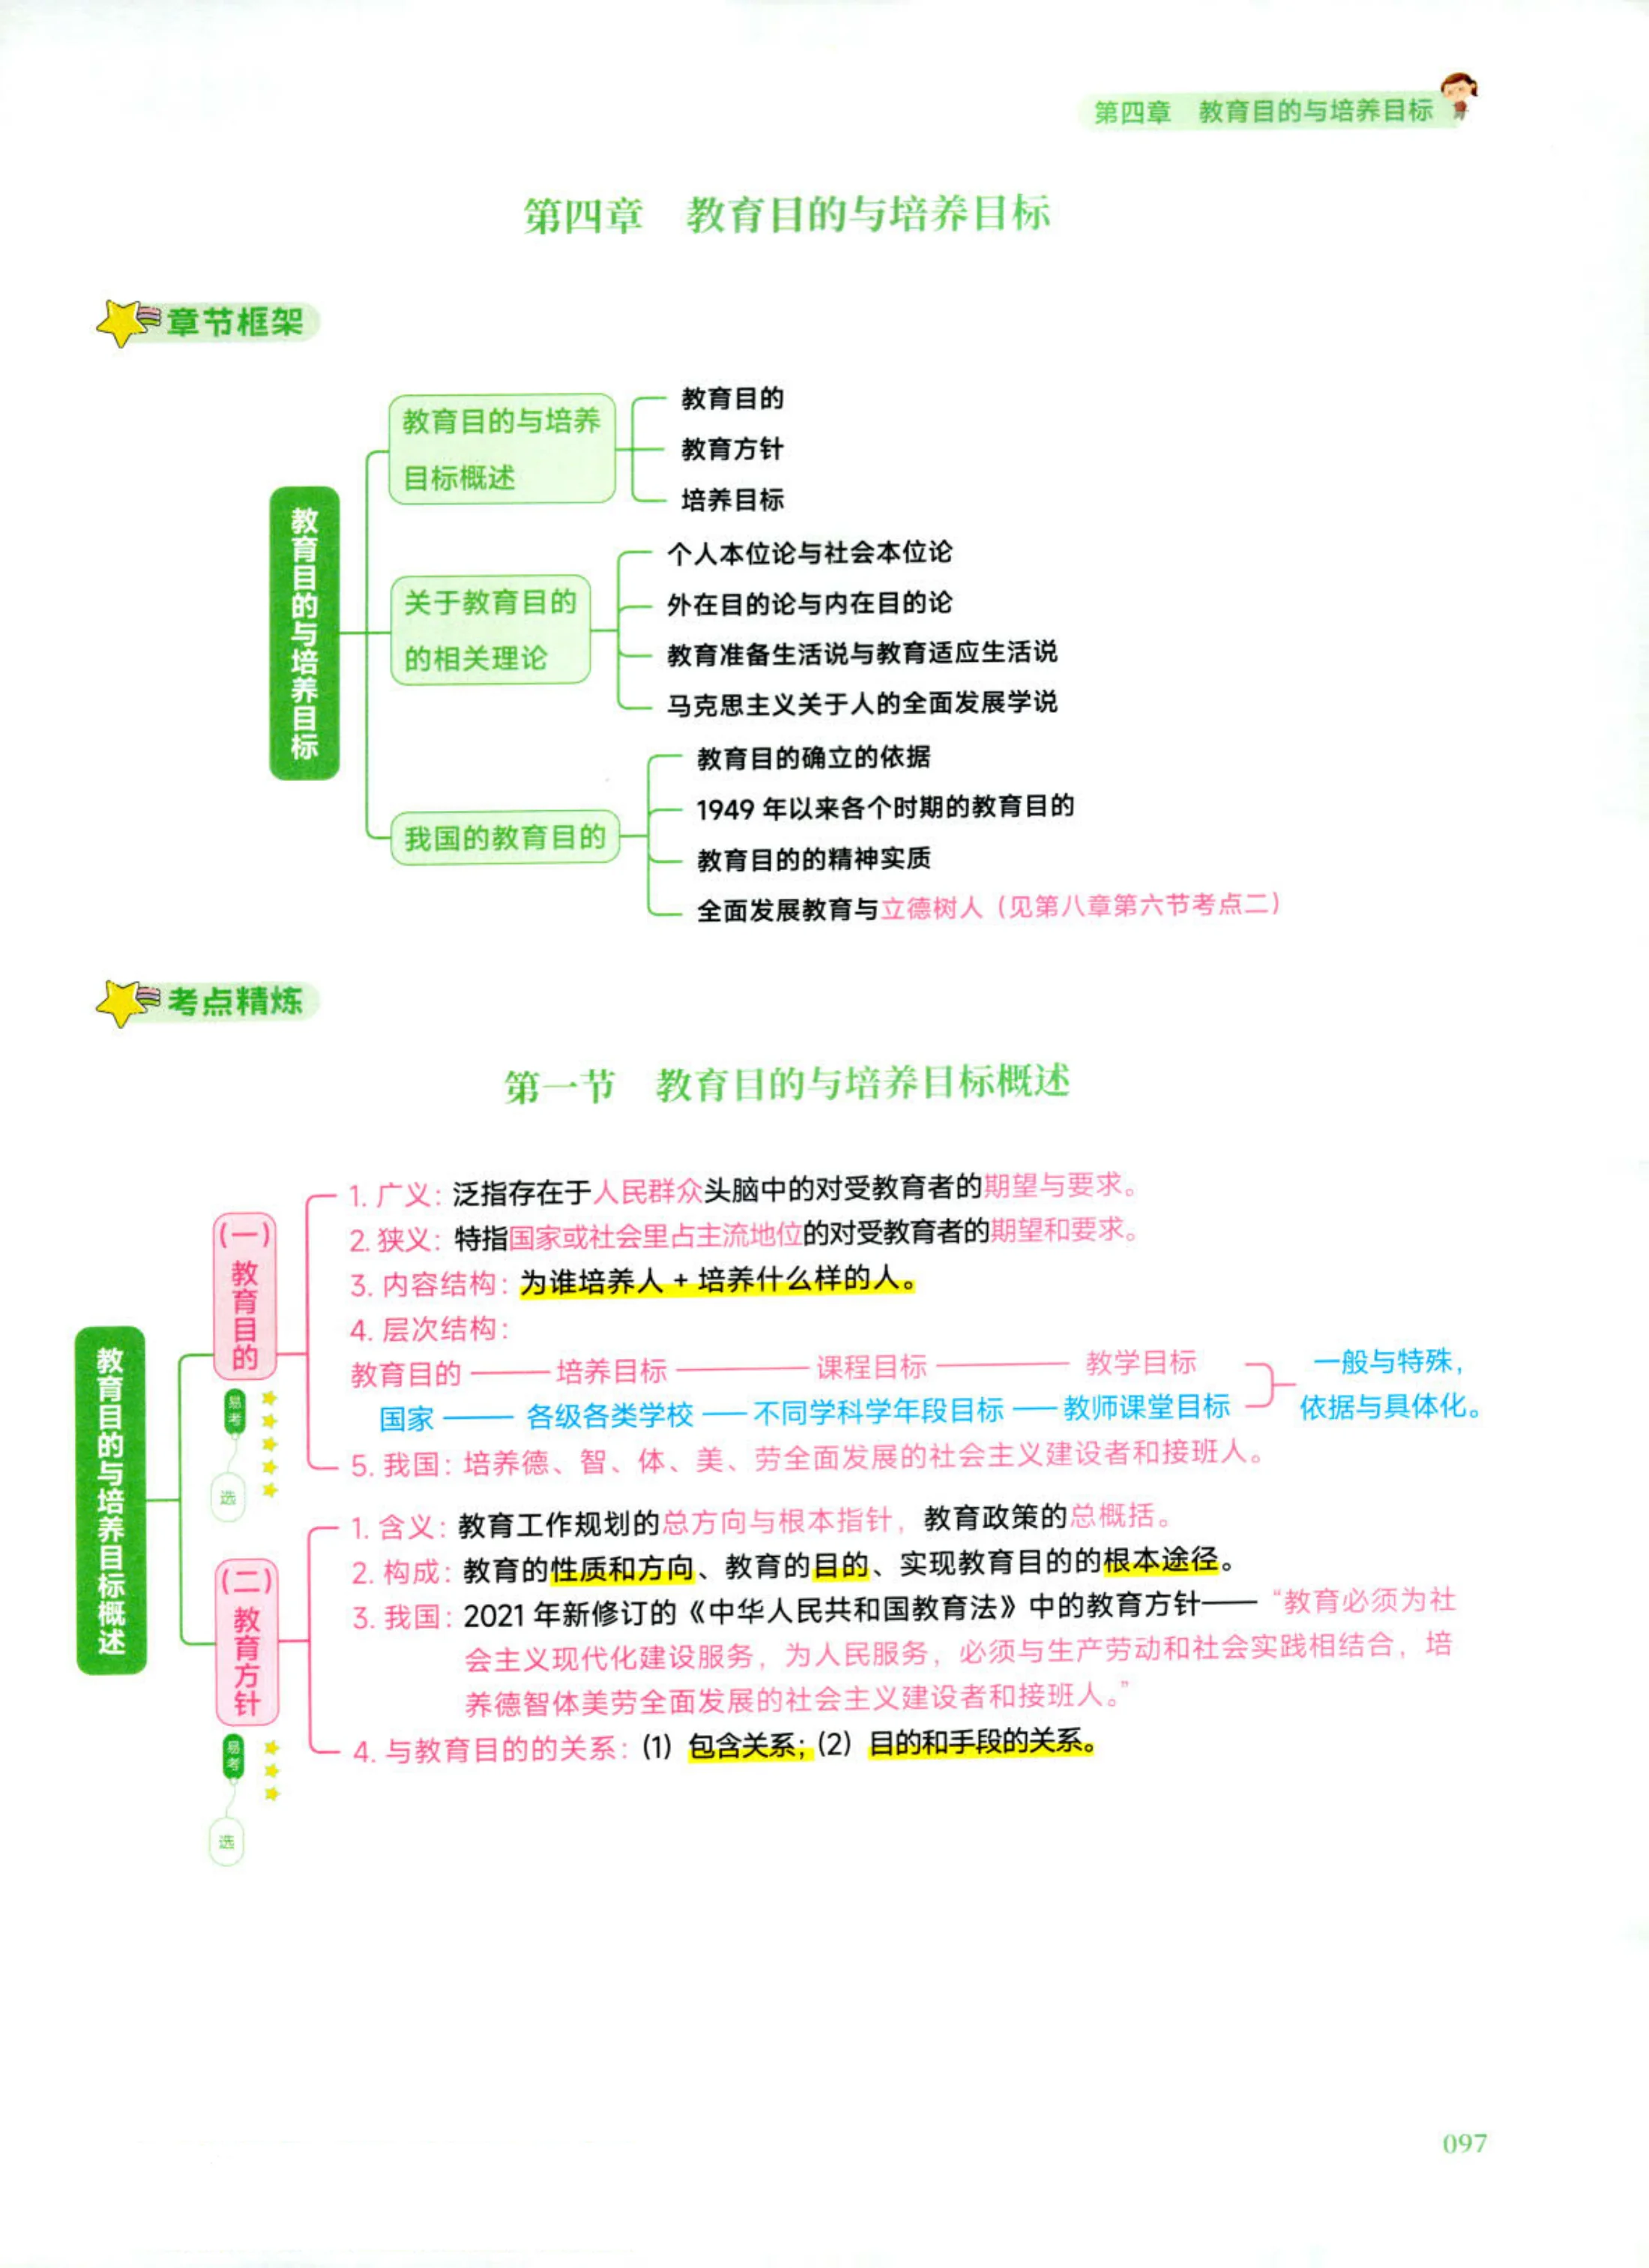 第四章 教育目的与培养目标
第四章 教育目的与培养目标
章节框架
教育目的与培养目标
教育目的与培养
目标概述
教育目的
教育方针
培养目标
关于教育目的
的相关理论
个人本位论与社会本位论
外在目的论与内在目的论
教育准备生活说与教育适应生活说
马克思主义关于人的全面发展学说
我国的教育目的
教育目的确立的依据
1949 年以来各个时期的教育目的
教育目的的精神实质
全面发展教育与立德树人（见第八章第六节考点二）
考点精炼
第一节 教育目的与培养目标概述
教育目的与培养目标概述
（一）教育目的
易考
选
1. 广义：泛指存在于人民群众头脑中的对受教育者的期望与要求。
2. 狭义：特指国家或社会里占主流地位的对受教育者的期望和要求。
3. 内容结构：为谁培养人 + 培养什么样的人。
4. 层次结构：
教育目的 —— 培养目标 —— 课程目标 —— 教学目标
国家 —— 各级各类学校 —— 不同学科学年段目标 —— 教师课堂目标
一般与特殊，
依据与具体化。
5. 我国：培养德、智、体、美、劳全面发展的社会主义建设者和接班人。
（二）教育方针
易考
选
1. 含义：教育工作规划的总方向与根本指针，教育政策的总概括。
2. 构成：教育的性质和方向、教育的目的、实现教育目的的根本途径。
3. 我国：2021 年新修订的《中华人民共和国教育法》中的教育方针——“教育必须为社
会主义现代化建设服务，为人民服务，必须与生产劳动和社会实践相结合，培
养德智体美劳全面发展的社会主义建设者和接班人。”
4. 与教育目的的关系：（1）包含关系；（2）目的和手段的关系。
097